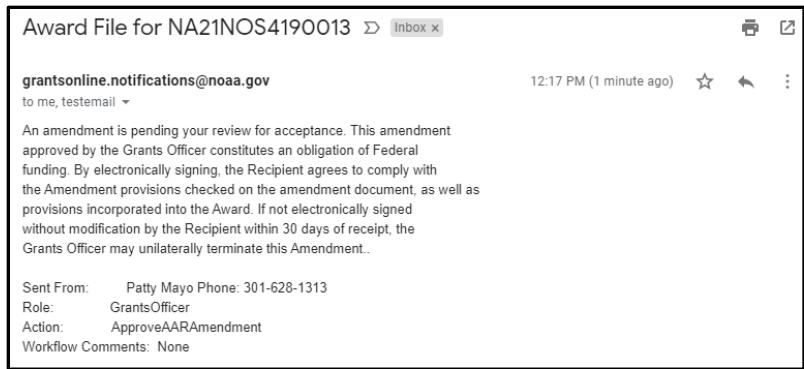 Award File for NA21NOS4190013 Inbox x
grantsonline.notifications@noaa.gov 12:17 PM (1 minute ago)
to me, testemail
An amendment is pending your review for acceptance. This amendment
approved by the Grants Officer constitutes an obligation of Federal
funding. By electronically signing, the Recipient agrees to comply with
the Amendment provisions checked on the amendment document, as well as
provisions incorporated into the Award. If not electronically signed
without modification by the Recipient within 30 days of receipt, the
Grants Officer may unilaterally terminate this Amendment..
Sent From: Patty Mayo Phone: 301-628-1313
Role: GrantsOfficer
Action: ApproveAARAmendment
Workflow Comments: None